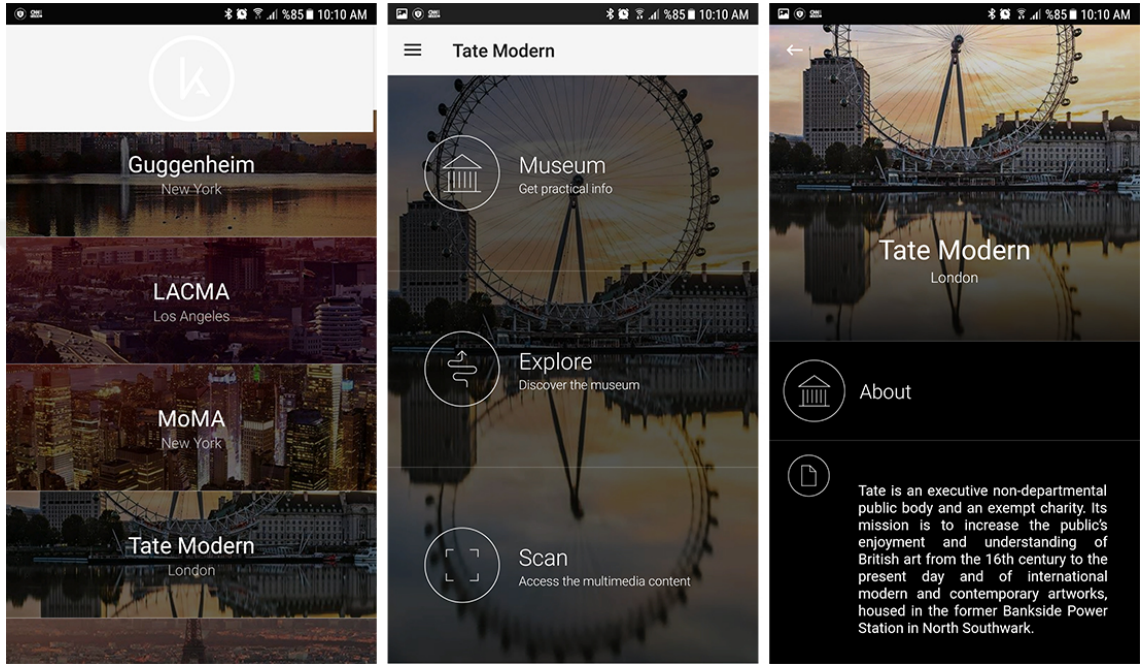 %85 10:10 AM
k
Guggenheim
New York
LACMA
Los Angeles
MoMA
New York
Tate Modern
London
%85 10:10 AM
Tate Modern
Museum
Get practical info
Explore
Discover the museum
Scan
Access the multimedia content
%85 10:10 AM
Tate Modern
London
About
Tate is an executive non-departmental
public body and an exempt charity. Its
mission is to increase the public's
enjoyment and understanding of
British art from the 16th century to the
present day and of international
modern and contemporary artworks,
housed in the former Bankside Power
Station in North Southwark.